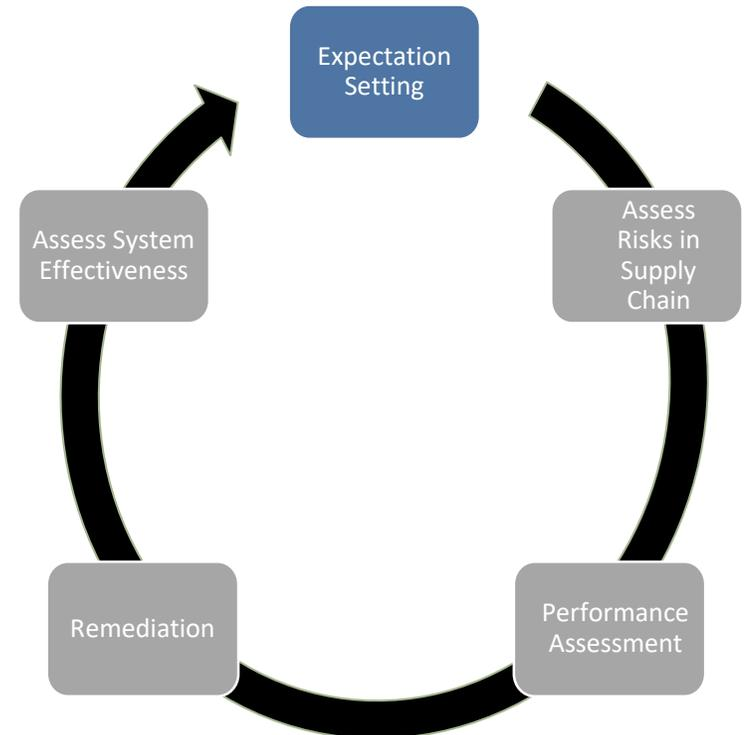 Expectation
Setting
Assess
Risks in
Supply
Chain
Performance
Assessment
Remediation
Assess System
Effectiveness